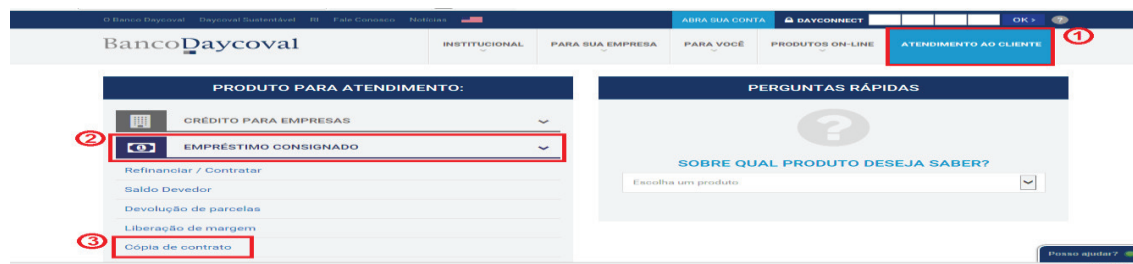 O Banco Daycoval Daycoval Sustentável RI Fale Conosco Notícias ABRA SUA CONTA DAYCONNECT OK > ?
BancoDaycoval INSTITUCIONAL PARA SUA EMPRESA PARA VOCÊ PRODUTOS ON-LINE ATENDIMENTO AO CLIENTE 1
PRODUTO PARA ATENDIMENTO:
CRÉDITO PARA EMPRESAS
2 EMPRÉSTIMO CONSIGNADO
Refinanciar / Contratar
Saldo Devedor
Devolução de parcelas
Liberação de margem
3 Cópia de contrato
PERGUNTAS RÁPIDAS
?
SOBRE QUAL PRODUTO DESEJA SABER?
Escolha um produto
Posso ajudar?